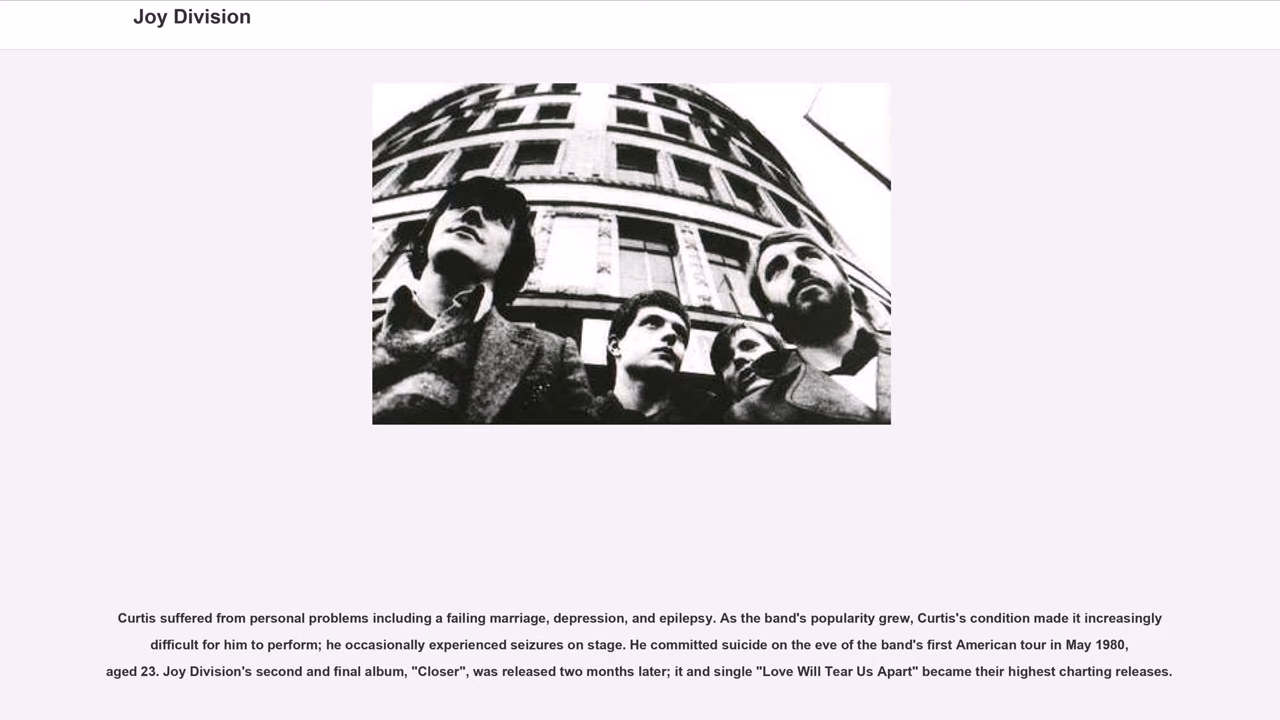 Joy Division
Curtis suffered from personal problems including a failing marriage, depression, and epilepsy. As the band's popularity grew, Curtis's condition made it increasingly
difficult for him to perform; he occasionally experienced seizures on stage. He committed suicide on the eve of the band's first American tour in May 1980,
aged 23. Joy Division's second and final album, "Closer", was released two months later; it and single "Love Will Tear Us Apart" became their highest charting releases.